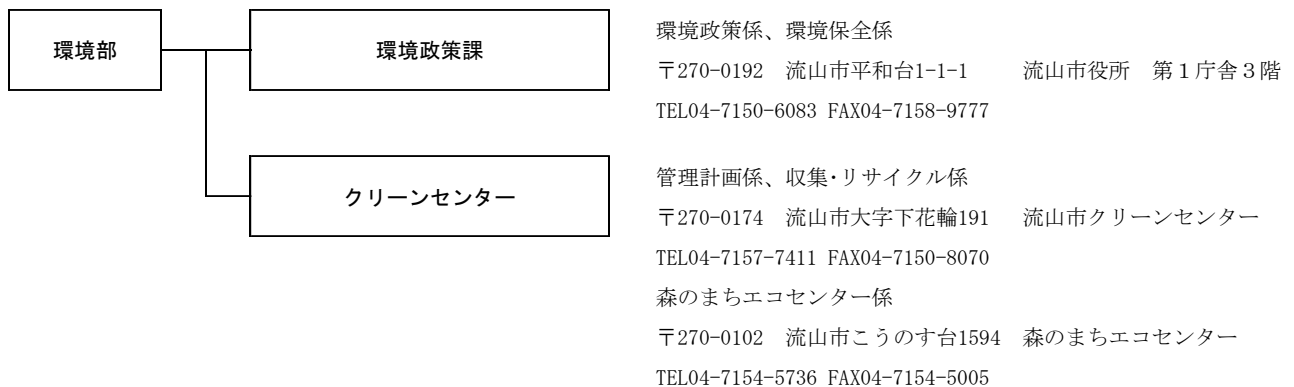 環境部
環境政策課
環境政策係、環境保全係
〒270-0192　流山市平和台1-1-1　　流山市役所　第１庁舎３階
TEL04-7150-6083 FAX04-7158-9777
クリーンセンター
管理計画係、収集・リサイクル係
〒270-0174　流山市大字下花輪191　　流山市クリーンセンター
TEL04-7157-7411 FAX04-7150-8070
森のまちエコセンター係
〒270-0102　流山市こうのす台1594　森のまちエコセンター
TEL04-7154-5736 FAX04-7154-5005